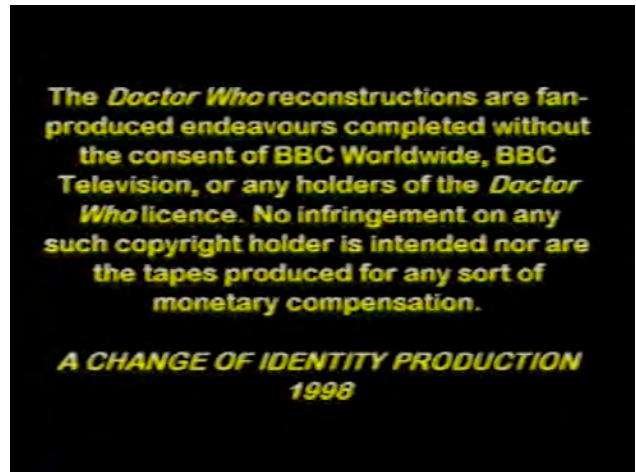 The Doctor Who reconstructions are fan-
produced endeavours completed without
the consent of BBC Worldwide, BBC
Television, or any holders of the Doctor
Who licence. No infringement on any
such copyright holder is intended nor are
the tapes produced for any sort of
monetary compensation.
A CHANGE OF IDENTITY PRODUCTION
1998